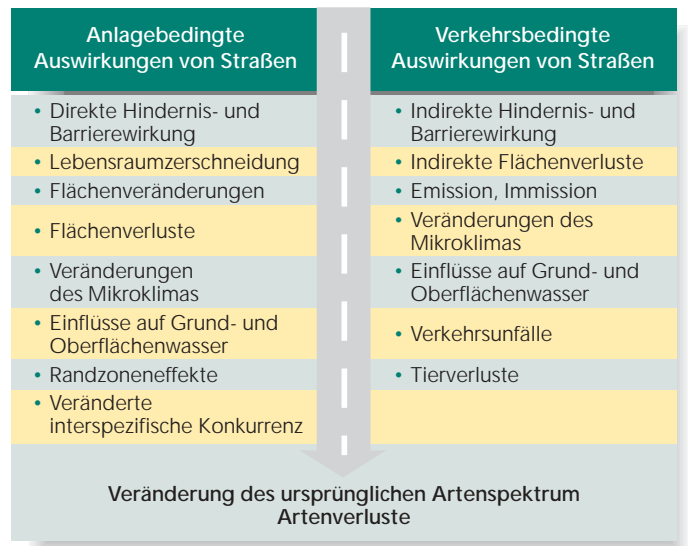 Anlagebedingte
Auswirkungen von Straßen
• Direkte Hindernis- und
Barrierewirkung
• Lebensraumzerschneidung
• Flächenveränderungen
• Flächenverluste
• Veränderungen
des Mikroklimas
• Einflüsse auf Grund- und
Oberflächenwasser
• Randzoneneffekte
• Veränderte
interspezifische Konkurrenz
Verkehrsbedingte
Auswirkungen von Straßen
• Indirekte Hindernis- und
Barrierewirkung
• Indirekte Flächenverluste
• Emission, Immission
• Veränderungen des
Mikroklimas
• Einflüsse auf Grund- und
Oberflächenwasser
• Verkehrsunfälle
• Tierverluste
Veränderung des ursprünglichen Artenspektrum
Artenverluste